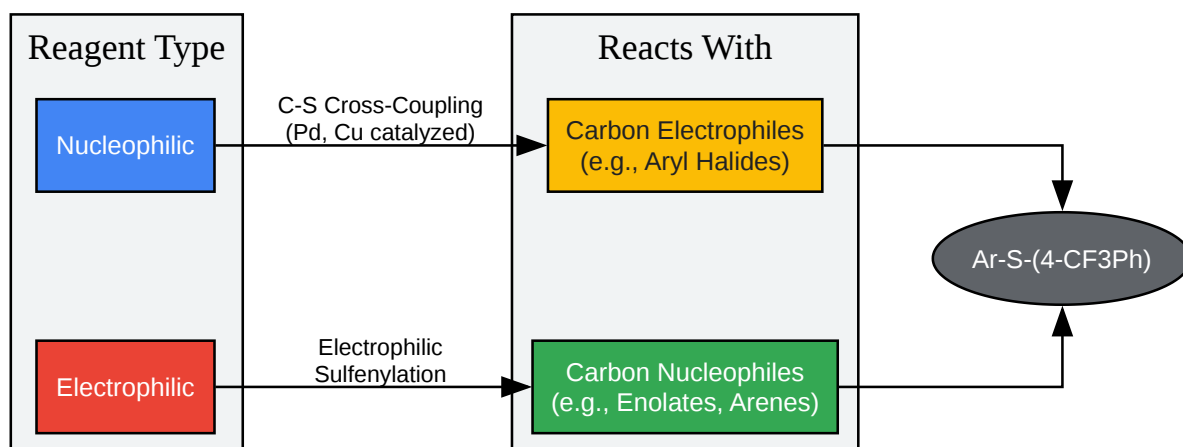 Reagent Type
Reacts With
Nucleophilic
C-S Cross-Coupling
(Pd, Cu catalyzed)
Carbon Electrophiles
(e.g., Aryl Halides)
Ar-S-(4-CF3Ph)
Electrophilic
Electrophilic
Sulfenylation
Carbon Nucleophiles
(e.g., Enolates, Arenes)